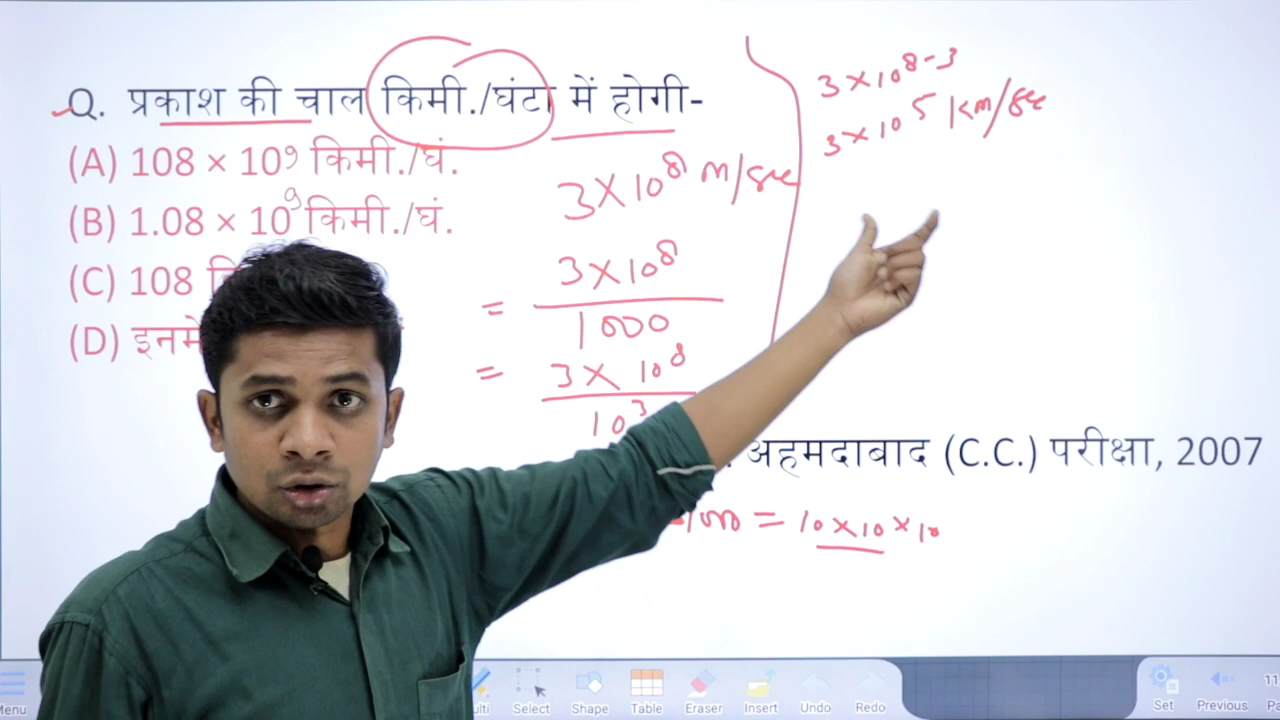 Q. प्रकाश की चाल किमी./घंटा में होगी-
(A) 108 × 10⁹ किमी./घं.
(B) 1.08 × 10⁹ किमी./घं.
(C) 108 कि
(D) इनमे
3 × 10⁸ m/sec
= 3 × 10⁸
1000
= 3 × 10⁸
10³
3 × 10⁸⁻³
3 × 10⁵ km/sec
. अहमदाबाद (C.C.) परीक्षा, 2007
= 10 × 10 × 10
Menu
Select
Shape
Table
Eraser
Insert
Undo
Redo
Set
Previous